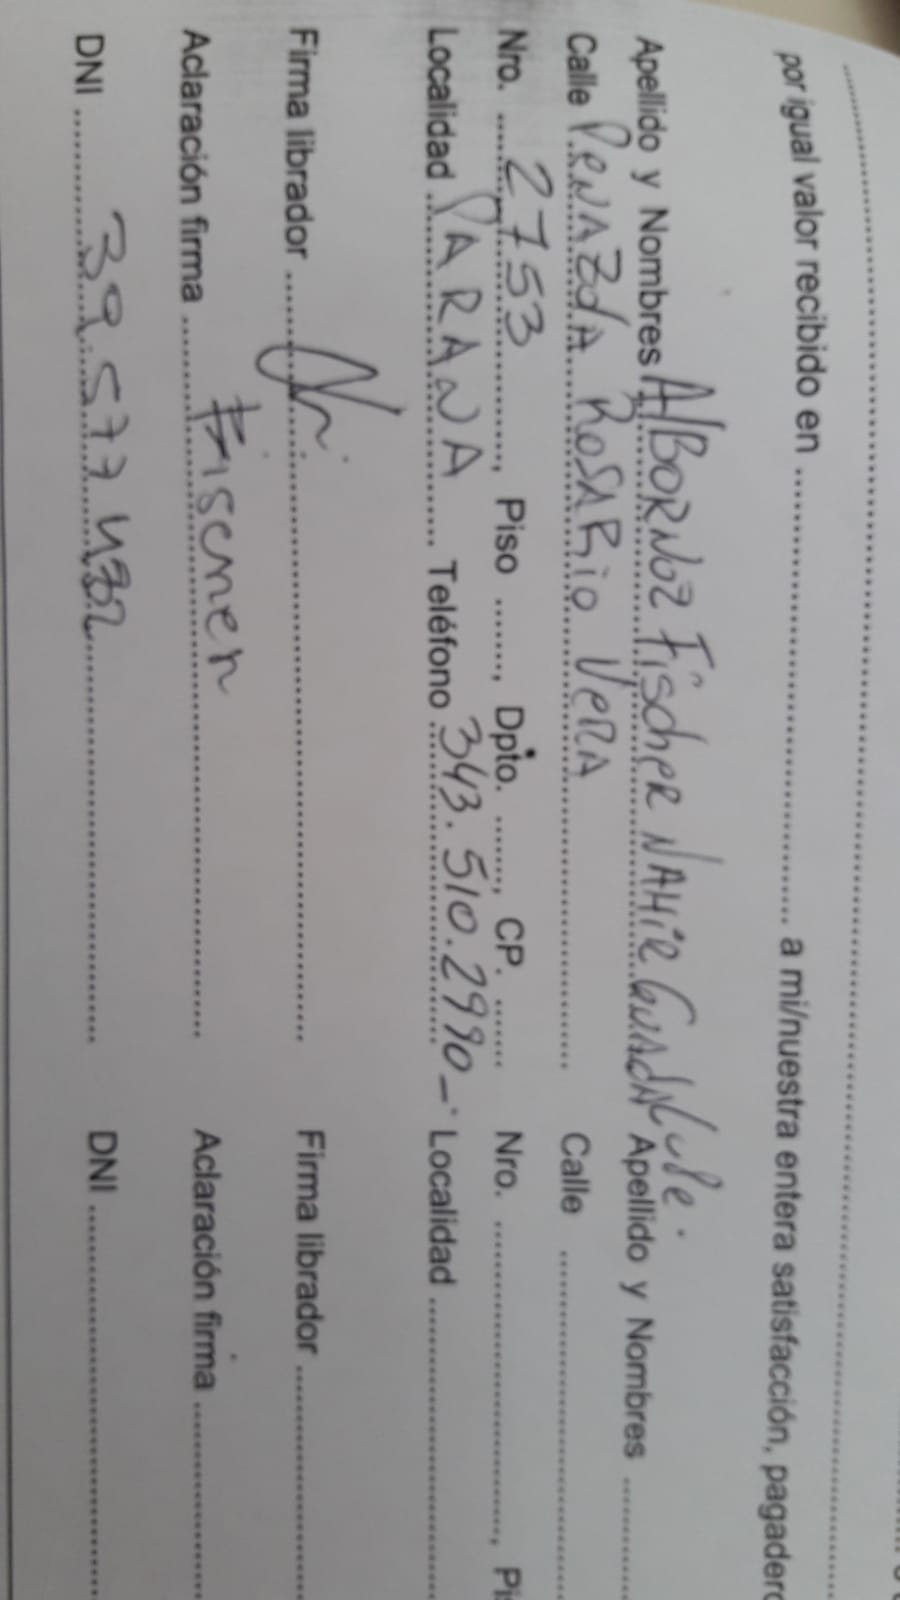 por igual valor recibido en ........ a mi/nuestra entera satisfacción, pagadero
Apellido y Nombres AlBORNOZ Fischer NAHiR GuAdAluPe. Apellido y Nombres ........
Calle PeNAZdA RoSARio VeRA ........ Calle ........
Nro. 2753 ........, Piso ......, Dpto. ......, CP. ...... Nro. ........, Pi
Localidad PARANA ........ Teléfono 343.510.2990-. Localidad ........
Firma librador ........ Firma librador ........
Aclaración firma ........ Aclaración firma ........
DNI 39.577 ........ DNI ........